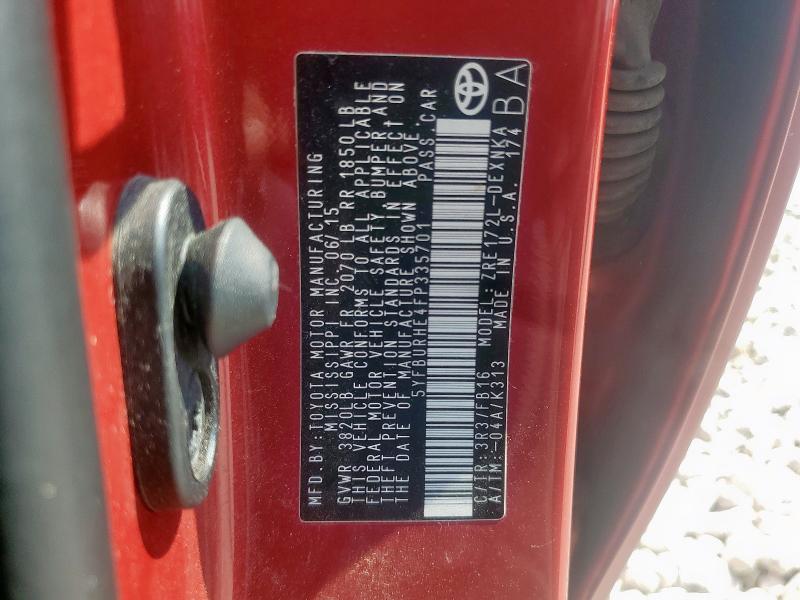 MFD. BY: TOYOTA MOTOR MANUFACTURING
MISSISSIPPI INC. 06/15
GVWR 3820LB GAWR FR 2070 LB RR 1850 LB
THIS VEHICLE CONFORMS TO ALL APPLICABLE
FEDERAL MOTOR VEHICLE SAFETY, BUMPER AND
THEFT PREVENTION STANDARDS IN EFFECT ON
THE DATE OF MANUFACTURE SHOWN ABOVE.
5YFBURHE4FP335701 PASS. CAR
C/TR: 3R3/FB16 MODEL: ZRE172L-DEXNKA
A/TM: -04A/K313 MADE IN U.S.A. 174
BA